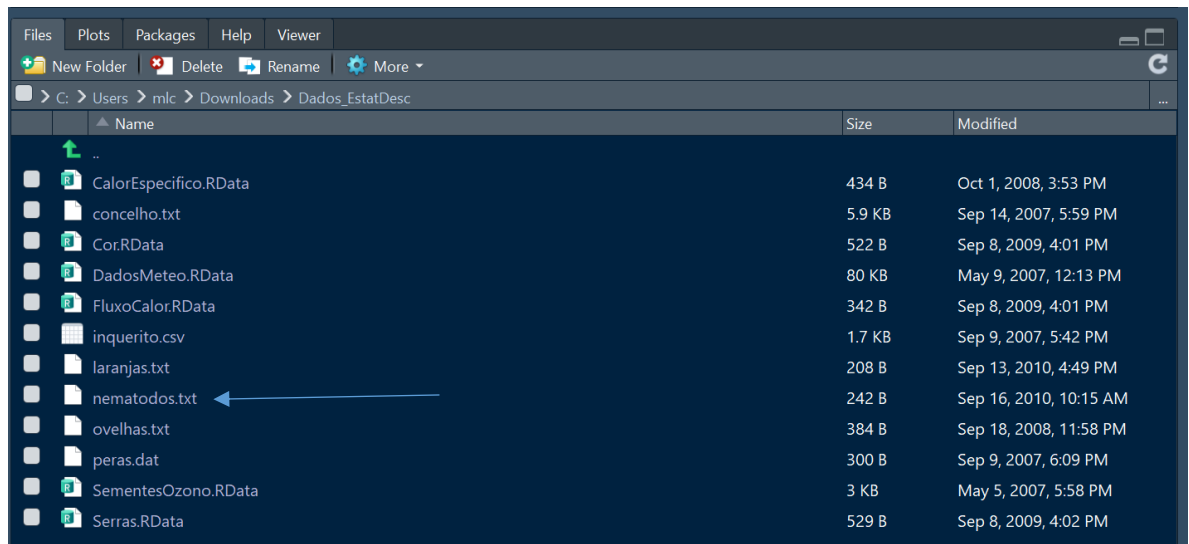 Files Plots Packages Help Viewer
New Folder Delete Rename More
C: Users mlc Downloads Dados_EstatDesc ...
Name Size Modified
..
CalorEspecifico.RData 434 B Oct 1, 2008, 3:53 PM
concelho.txt 5.9 KB Sep 14, 2007, 5:59 PM
Cor.RData 522 B Sep 8, 2009, 4:01 PM
DadosMeteo.RData 80 KB May 9, 2007, 12:13 PM
FluxoCalor.RData 342 B Sep 8, 2009, 4:01 PM
inquerito.csv 1.7 KB Sep 9, 2007, 5:42 PM
laranjas.txt 208 B Sep 13, 2010, 4:49 PM
nematodos.txt 242 B Sep 16, 2010, 10:15 AM
ovelhas.txt 384 B Sep 18, 2008, 11:58 PM
peras.dat 300 B Sep 9, 2007, 6:09 PM
SementesOzono.RData 3 KB May 5, 2007, 5:58 PM
Serras.RData 529 B Sep 8, 2009, 4:02 PM